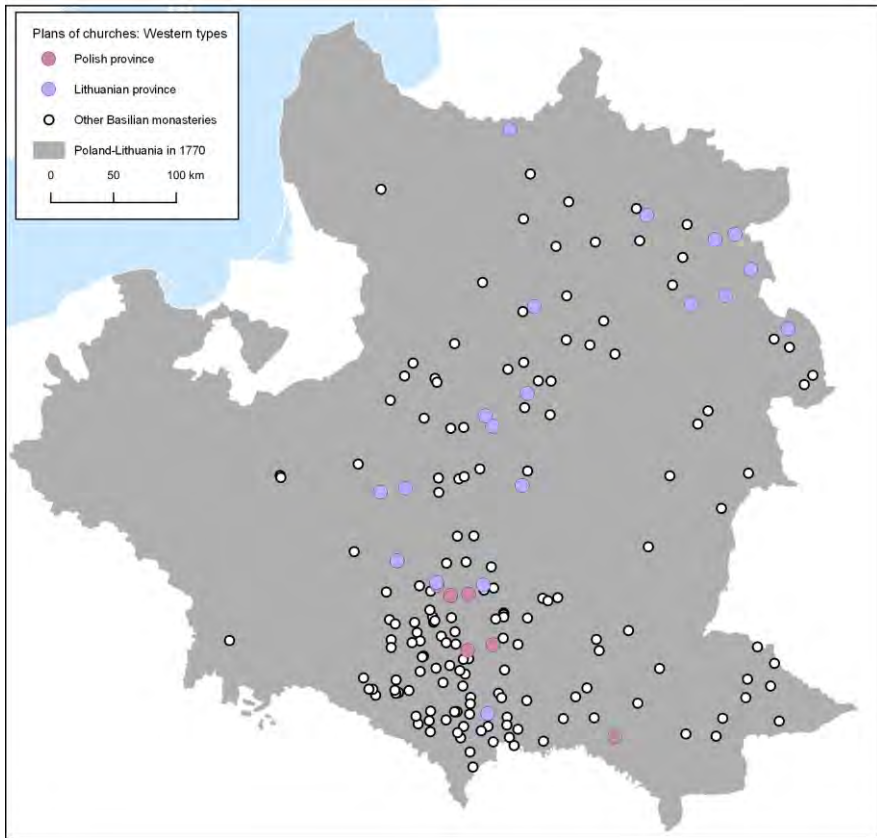 Plans of churches: Western types
Polish province
Lithuanian province
Other Basilian monasteries
Poland-Lithuania in 1770
0 50 100 km